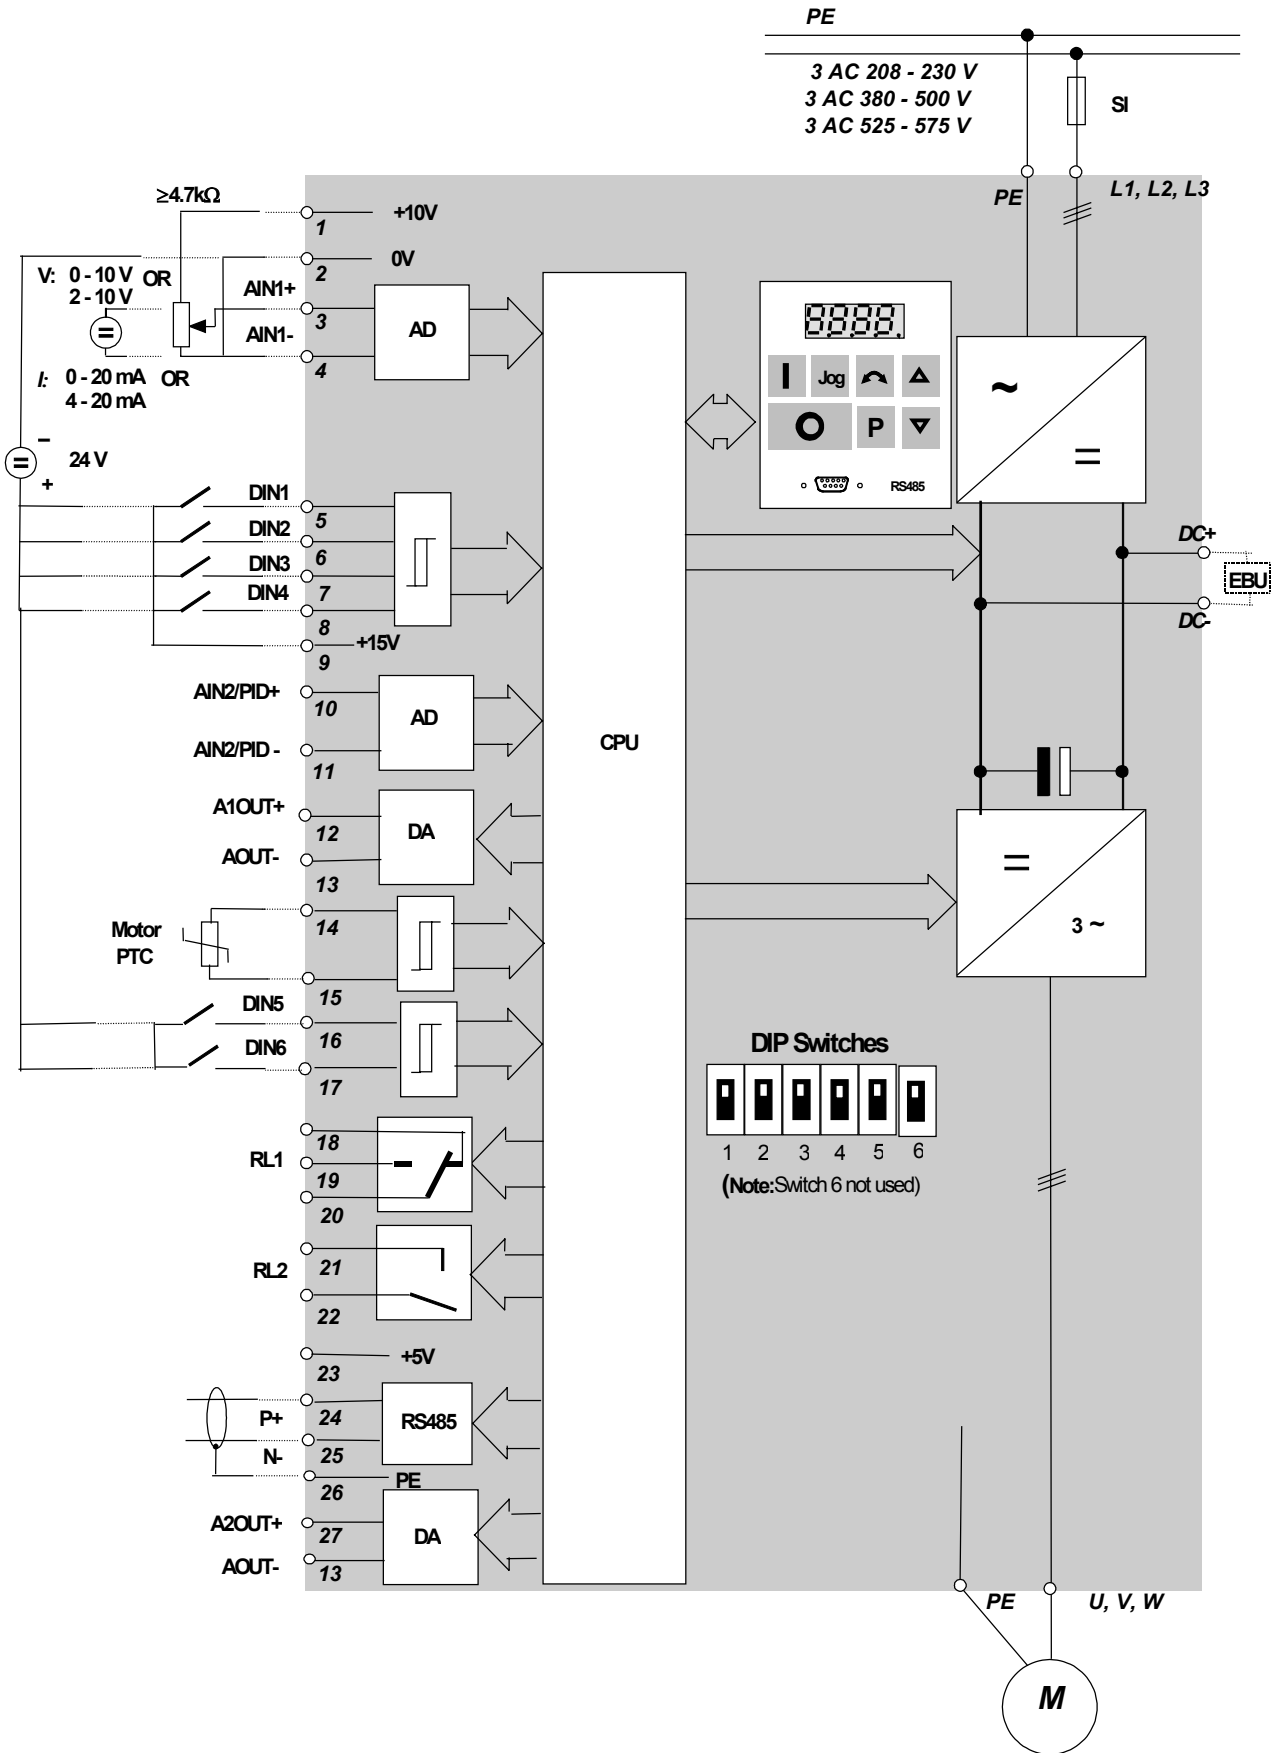 PE
3 AC 208 - 230 V
3 AC 380 - 500 V
3 AC 525 - 575 V
SI
PE
L1, L2, L3
≥4.7kΩ
1
+10V
2
0V
V: 0 - 10 V OR
2 - 10 V
AIN1+
3
AD
AIN1-
4
I: 0 - 20 mA OR
4 - 20 mA
8.8.8.8.
Jog
P
RS485
~
=
=
–
24 V
+
=
DIN1
5
DIN2
6
DIN3
7
DIN4
8
+15V
9
DC+
EBU
DC-
AIN2/PID+
10
AD
AIN2/PID -
11
CPU
A1OUT+
12
DA
AOUT-
13
=
3 ~
Motor
PTC
14
15
DIN5
16
DIN6
17
DIP Switches
1 2 3 4 5 6
(Note:Switch 6 not used)
18
RL1
19
20
RL2
21
22
23
+5V
P+
24
RS485
N-
25
26
PE
A2OUT+
27
DA
AOUT-
13
PE
U, V, W
M